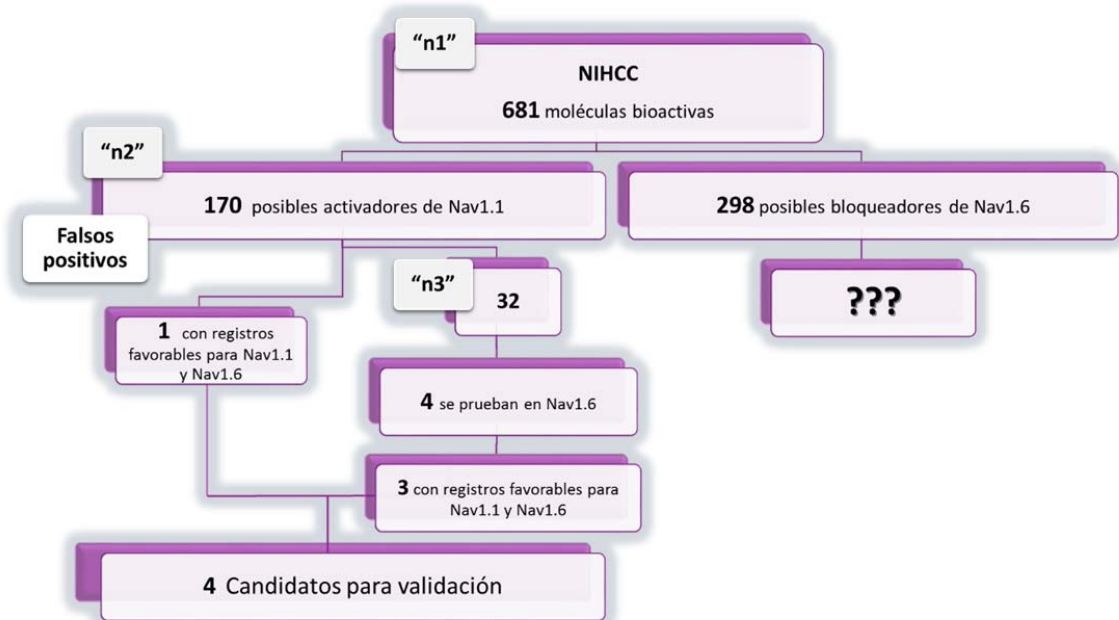 “n1”
NIHCC
681 moléculas bioactivas
“n2”
170 posibles activadores de Nav1.1
298 posibles bloqueadores de Nav1.6
Falsos
positivos
“n3”
32
???
1 con registros
favorables para Nav1.1
y Nav1.6
4 se prueban en Nav1.6
3 con registros favorables para
Nav1.1 y Nav1.6
4 Candidatos para validación